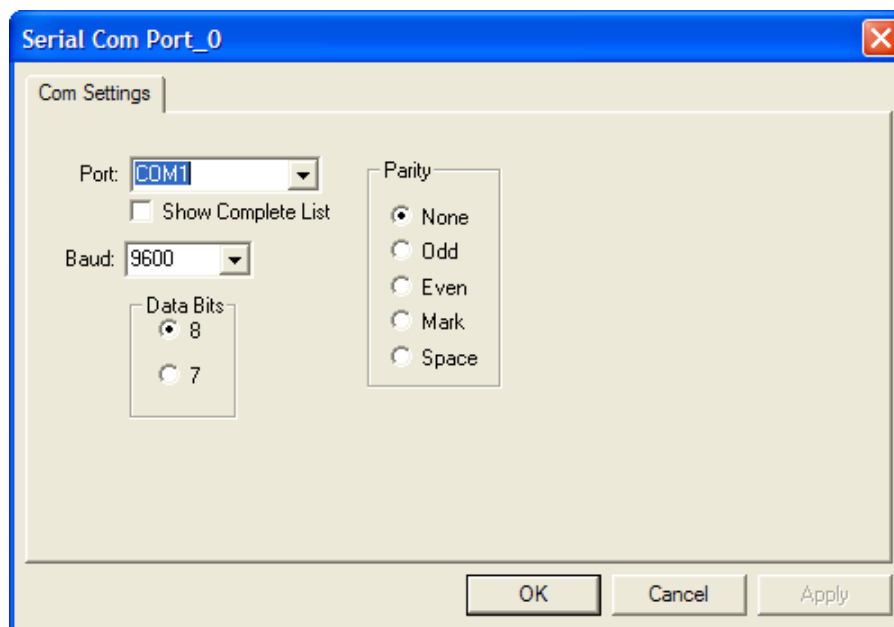 Serial Com Port_0
Com Settings
Port: COM1
Show Complete List
Baud: 9600
Data Bits
8
7
Parity
None
Odd
Even
Mark
Space
OK Cancel Apply